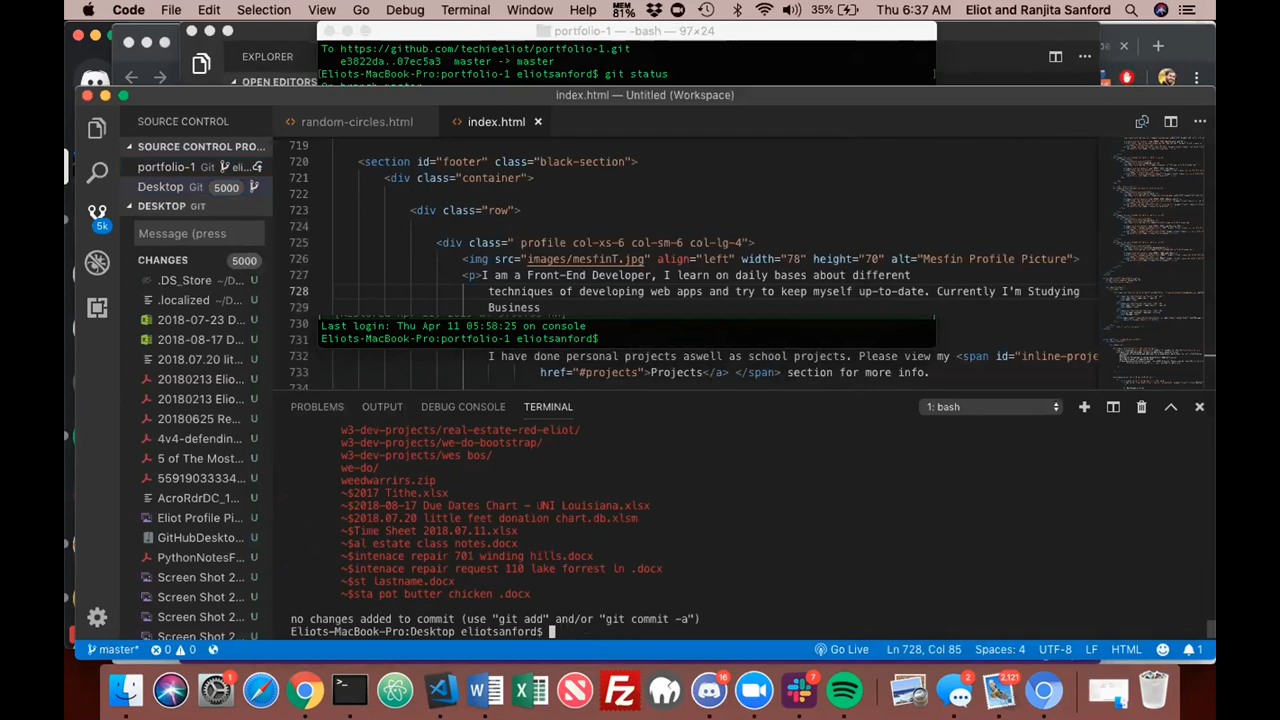 Code File Edit Selection View Go Debug Terminal Window Help MEM 81% 35% Thu 6:37 AM Eliot and Ranjita Sanford
portfolio-1 — -bash — 97×24
EXPLORER
OPEN EDITORS
To https://github.com/techieeliot/portfolio-1.git
e3822da..07ec5a3 master -> master
[Eliots-MacBook-Pro:portfolio-1 eliotsanford$ git status ]
index.html — Untitled (Workspace)
SOURCE CONTROL
random-circles.html
index.html
SOURCE CONTROL PRO...
portfolio-1 Git eli...
Desktop Git 5000
DESKTOP GIT
Message (press
CHANGES 5000
.DS_Store U
.localized U
2018-07-23 D... U
2018-08-17 D... U
2018.07.20 lit... U
20180213 Elio... U
20180213 Elio... U
20180625 Res... U
4v4-defendin... U
5 of The Most... U
5591903333 4... U
AcroRdrDC_1... U
Eliot Profile Pi... U
GitHubDeskto... U
PythonNotesF... U
Screen Shot 2... U
Screen Shot 2... U
Screen Shot 2... U
Screen Shot 2... U
5k
719
720 <section id="footer" class="black-section">
721 <div class="container">
722
723 <div class="row">
724
725 <div class=" profile col-xs-6 col-sm-6 col-lg-4">
726 <img src="images/mesfinT.jpg" align="left" width="78" height="70" alt="Mesfin Profile Picture">
727 <p>I am a Front-End Developer, I learn on daily bases about different
728 techniques of developing web apps and try to keep myself up-to-date. Currently I'm Studying
729 Business
730
Last login: Thu Apr 11 05:58:25 on console
731
Eliots-MacBook-Pro:portfolio-1 eliotsanford$
732 I have done personal projects aswell as school projects. Please view my <span id="inline-proje
733 href="#projects">Projects</a> </span> section for more info.
734
PROBLEMS OUTPUT DEBUG CONSOLE TERMINAL 1: bash
w3-dev-projects/real-estate-red-eliot/
w3-dev-projects/we-do-bootstrap/
w3-dev-projects/wes bos/
we-do/
weedwarrirs.zip
~$2017 Tithe.xlsx
~$2018-08-17 Due Dates Chart - UNI Louisiana.xlsx
~$2018.07.20 little feet donation chart.db.xlsm
~$Time Sheet 2018.07.11.xlsx
~$al estate class notes.docx
~$intenace repair 701 winding hills.docx
~$intenace repair request 110 lake forrest ln .docx
~$st lastname.docx
~$sta pot butter chicken .docx
no changes added to commit (use "git add" and/or "git commit -a")
Eliots-MacBook-Pro:Desktop eliotsanford$
master* 0 0 Go Live Ln 728, Col 85 Spaces: 4 UTF-8 LF HTML 1
1 16 7 2 2,121